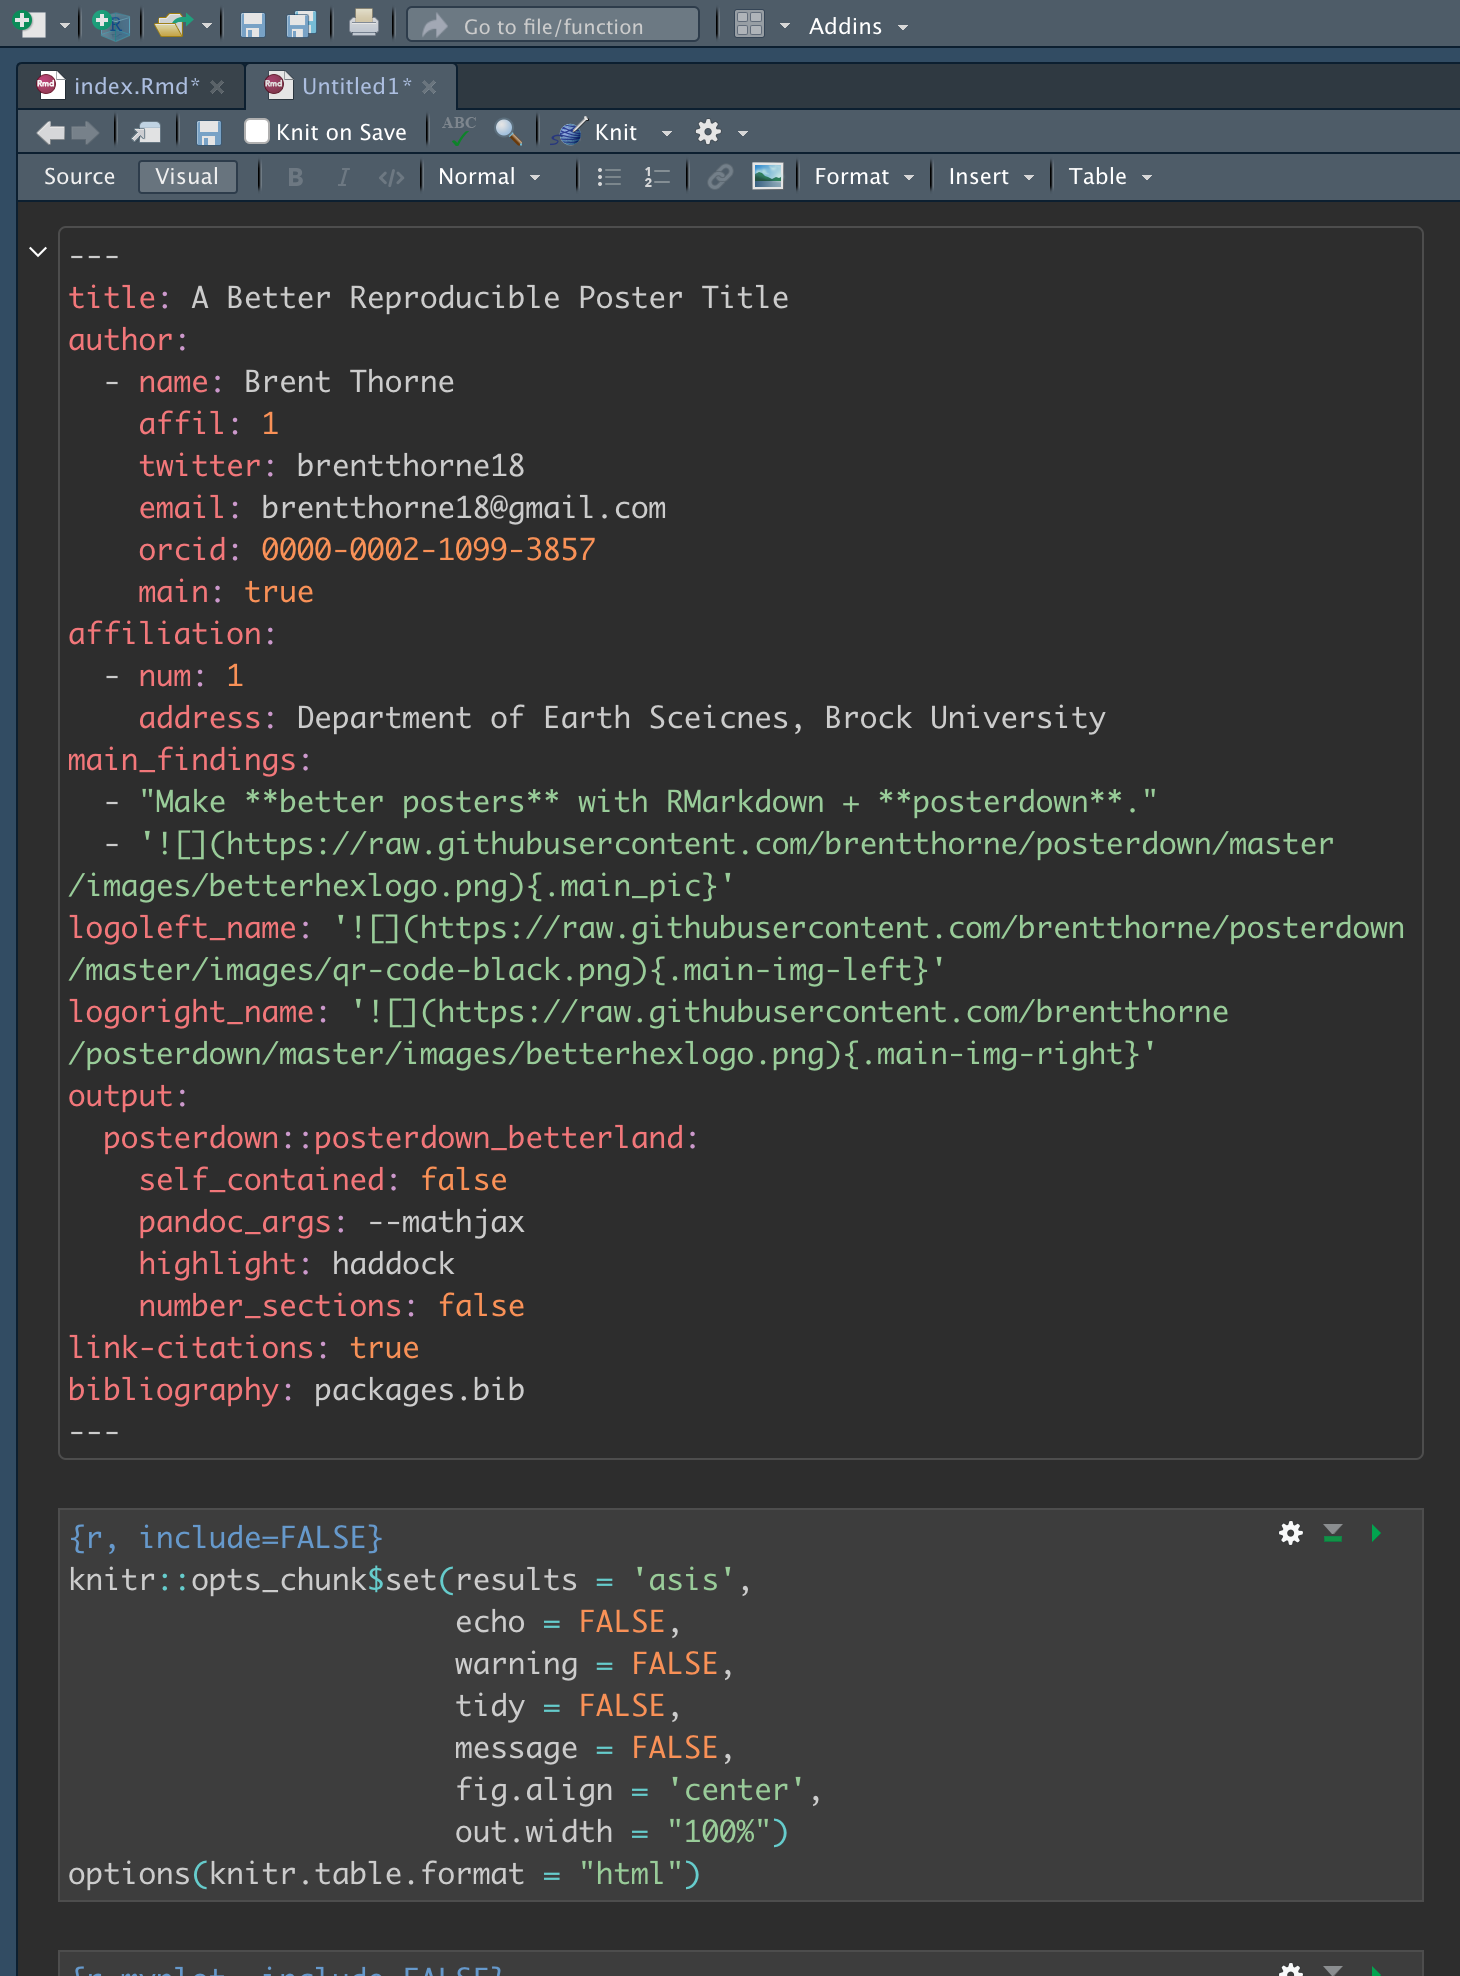 Go to file/function
Addins
index.Rmd*
Untitled1*
Knit on Save
ABC
Knit
Source
Visual
B
I
</>
Normal
Format
Insert
Table
---
title: A Better Reproducible Poster Title
author:
  - name: Brent Thorne
    affil: 1
    twitter: brentthorne18
    email: brentthorne18@gmail.com
    orcid: 0000-0002-1099-3857
    main: true
affiliation:
  - num: 1
    address: Department of Earth Sceicnes, Brock University
main_findings:
  - "Make **better posters** with RMarkdown + **posterdown**."
  - '![](https://raw.githubusercontent.com/brentthorne/posterdown/master
/images/betterhexlogo.png){.main_pic}'
logoleft_name: '![](https://raw.githubusercontent.com/brentthorne/posterdown
/master/images/qr-code-black.png){.main-img-left}'
logoright_name: '![](https://raw.githubusercontent.com/brentthorne
/posterdown/master/images/betterhexlogo.png){.main-img-right}'
output:
  posterdown::posterdown_betterland:
    self_contained: false
    pandoc_args: --mathjax
    highlight: haddock
    number_sections: false
link-citations: true
bibliography: packages.bib
---
{r, include=FALSE}
knitr::opts_chunk$set(results = 'asis',
                      echo = FALSE,
                      warning = FALSE,
                      tidy = FALSE,
                      message = FALSE,
                      fig.align = 'center',
                      out.width = "100%")
options(knitr.table.format = "html")
{r myplot, include=FALSE}